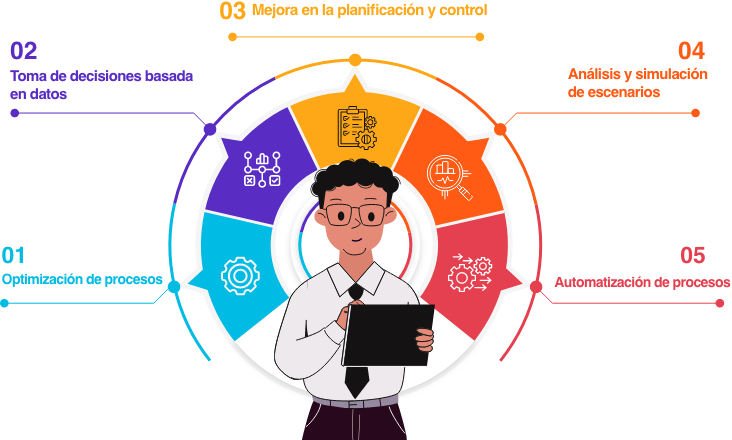 01
Optimización de procesos
02
Toma de decisiones basada
en datos
03
Mejora en la planificación y control
04
Análisis y simulación
de escenarios
05
Automatización de procesos